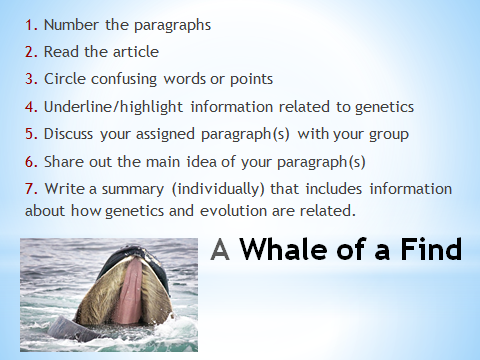 1. Number the paragraphs
2. Read the article
3. Circle confusing words or points
4. Underline/highlight information related to genetics
5. Discuss your assigned paragraph(s) with your group
6. Share out the main idea of your paragraph(s)
7. Write a summary (individually) that includes information
about how genetics and evolution are related.
A Whale of a Find